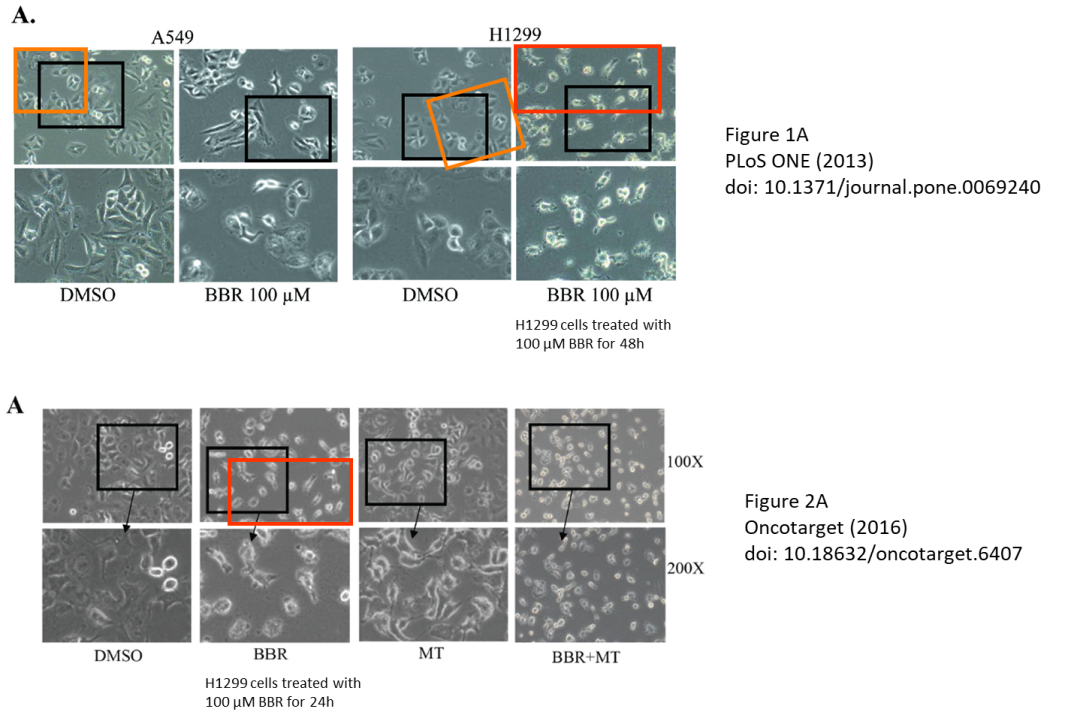 A.
A549
H1299
DMSO
BBR 100 µM
DMSO
BBR 100 µM
H1299 cells treated with
100 µM BBR for 48h
Figure 1A
PLoS ONE (2013)
doi: 10.1371/journal.pone.0069240
A
100X
200X
DMSO
BBR
MT
BBR+MT
H1299 cells treated with
100 µM BBR for 24h
Figure 2A
Oncotarget (2016)
doi: 10.18632/oncotarget.6407